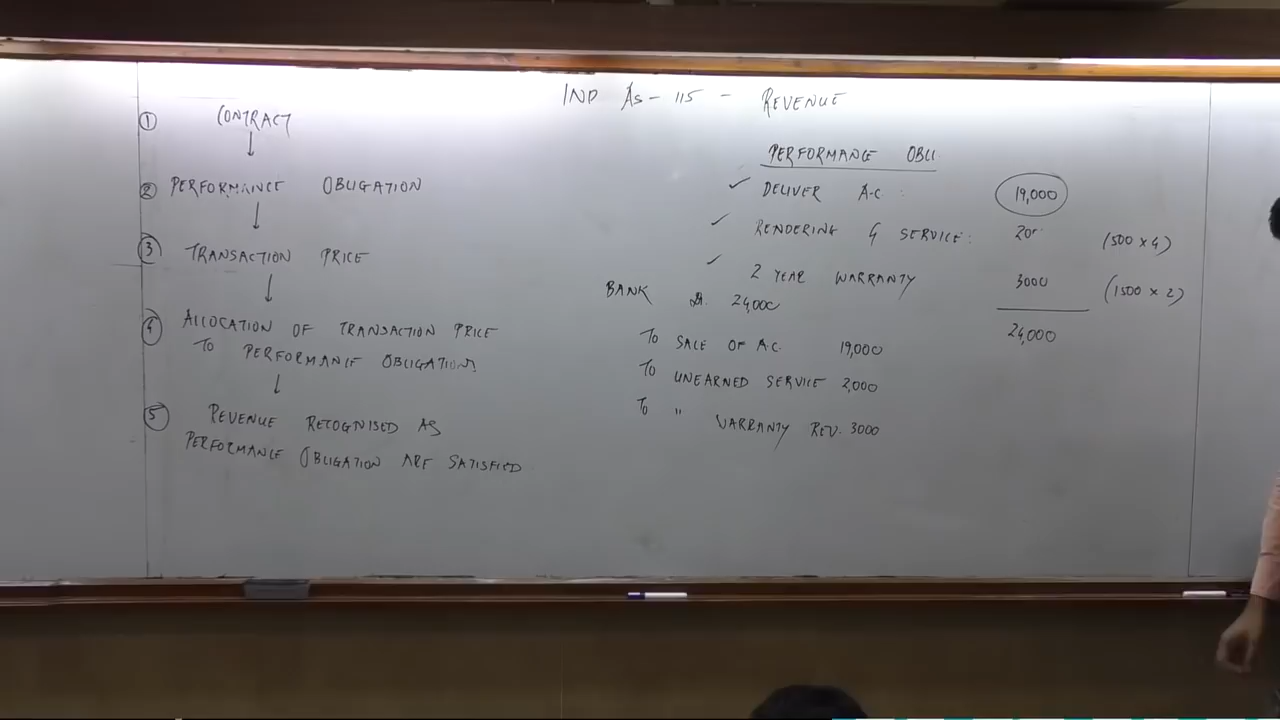 IND AS - 115 - REVENUE
① CONTRACT
↓
② PERFORMANCE OBLIGATION
↓
③ TRANSACTION PRICE
↓
④ ALLOCATION OF TRANSACTION PRICE
TO PERFORMANCE OBLIGATIONS
↓
⑤ REVENUE RECOGNISED AS
PERFORMANCE OBLIGATION ARE SATISFIED
PERFORMANCE OBLI.
✓ DELIVER A.C. : 19,000
✓ RENDERING 4 SERVICE : (500 x 4)
✓ 2 YEAR WARRANTY 3000 (1500 x 2)
24,000
BANK Dr. 24,000
To SALE OF A.C. 19,000
To UNEARNED SERVICE 2,000
To " WARRANTY REV. 3000